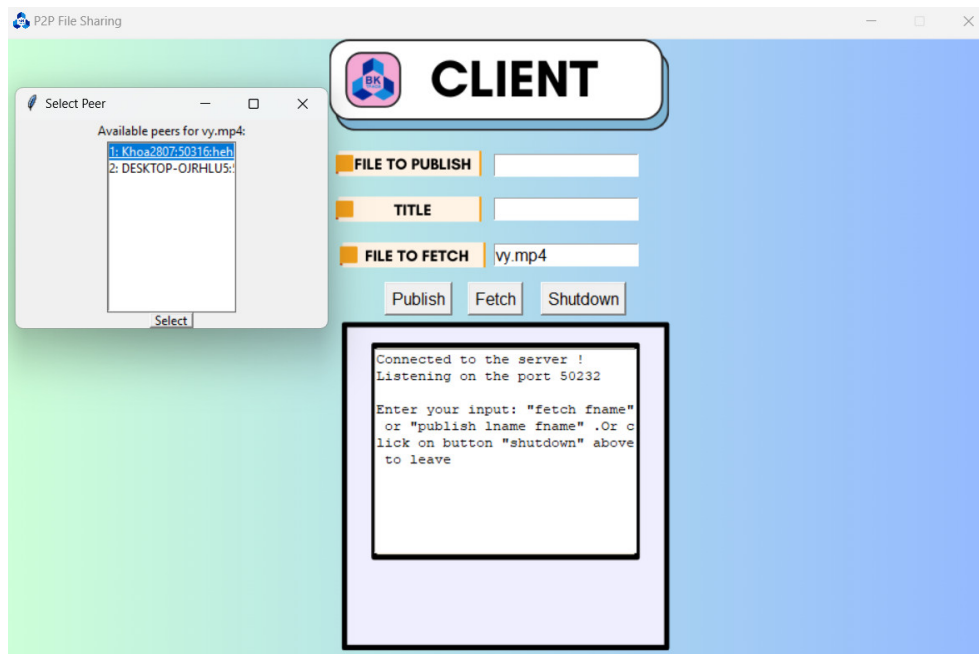 P2P File Sharing
CLIENT
BK
Select Peer
Available peers for vy.mp4:
1: Khoa2807:50316:heh
2: DESKTOP-OJRHLU5:
Select
FILE TO PUBLISH
TITLE
FILE TO FETCH
vy.mp4
Publish
Fetch
Shutdown
Connected to the server !
Listening on the port 50232
Enter your input: "fetch fname"
or "publish lname fname" .Or c
lick on button "shutdown" above
to leave